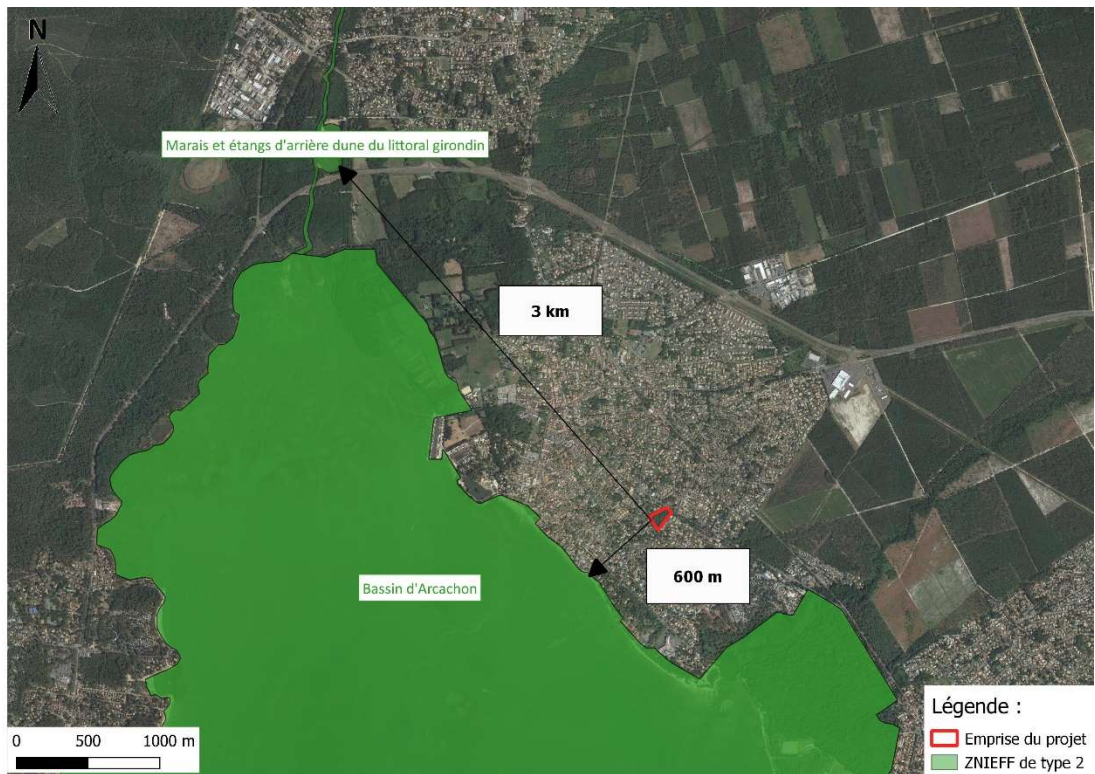 N
Marais et étangs d'arrière dune du littoral girondin
3 km
600 m
Bassin d'Arcachon
0 500 1000 m
Légende :
Emprise du projet
ZNIEFF de type 2